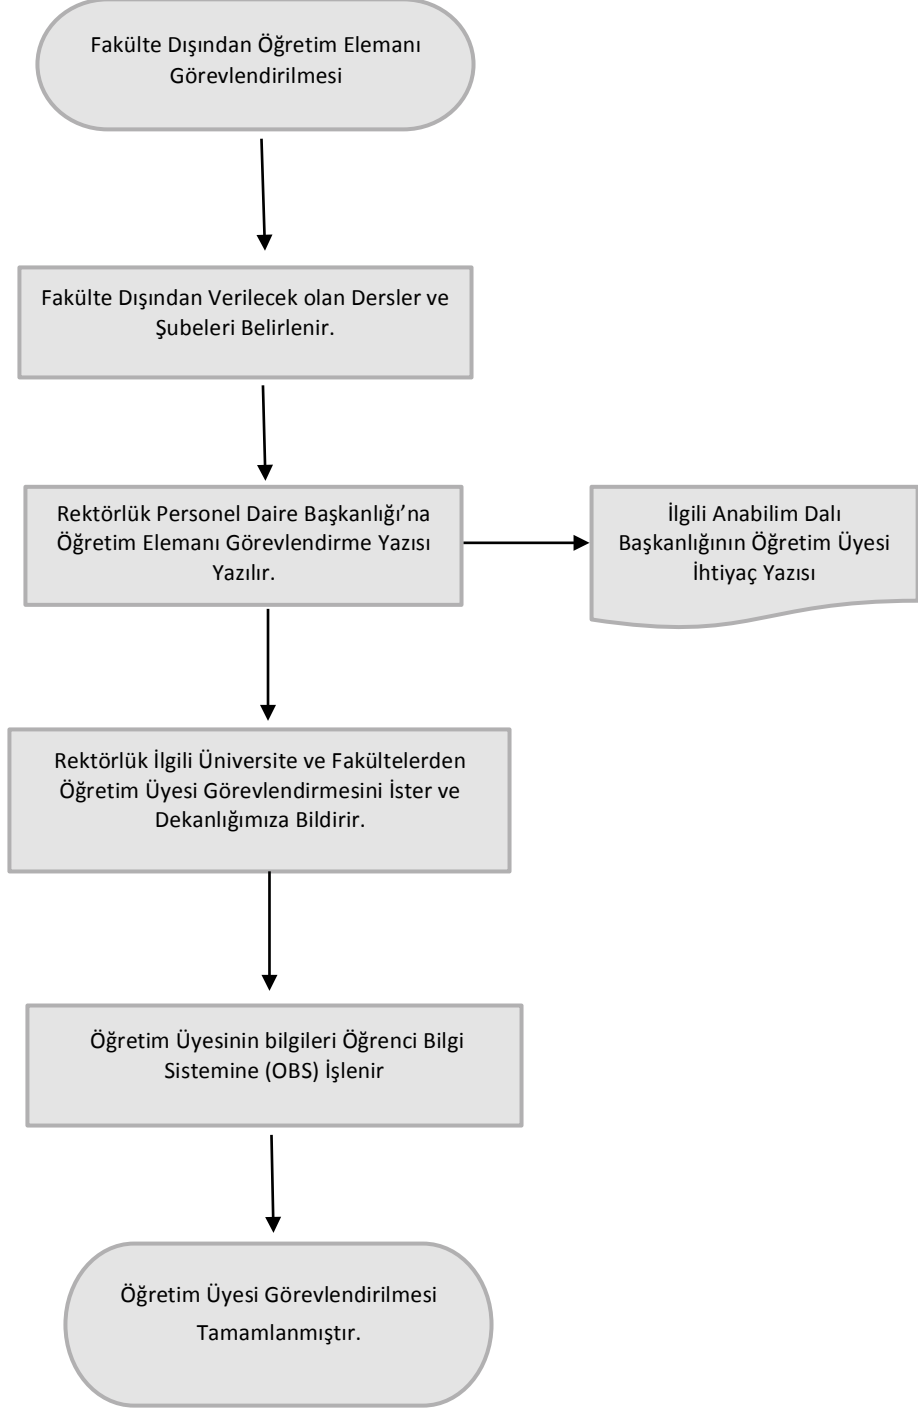 Fakülte Dışından Öğretim Elemanı
Görevlendirilmesi
Fakülte Dışından Verilecek olan Dersler ve
Şubeleri Belirlenir.
Rektörlük Personel Daire Başkanlığı’na
Öğretim Elemanı Görevlendirme Yazısı
Yazılır.
İlgili Anabilim Dalı
Başkanlığının Öğretim Üyesi
İhtiyaç Yazısı
Rektörlük İlgili Üniversite ve Fakültelerden
Öğretim Üyesi Görevlendirmesini İster ve
Dekanlığımıza Bildirir.
Öğretim Üyesinin bilgileri Öğrenci Bilgi
Sistemine (OBS) İşlenir
Öğretim Üyesi Görevlendirilmesi
Tamamlanmıştır.